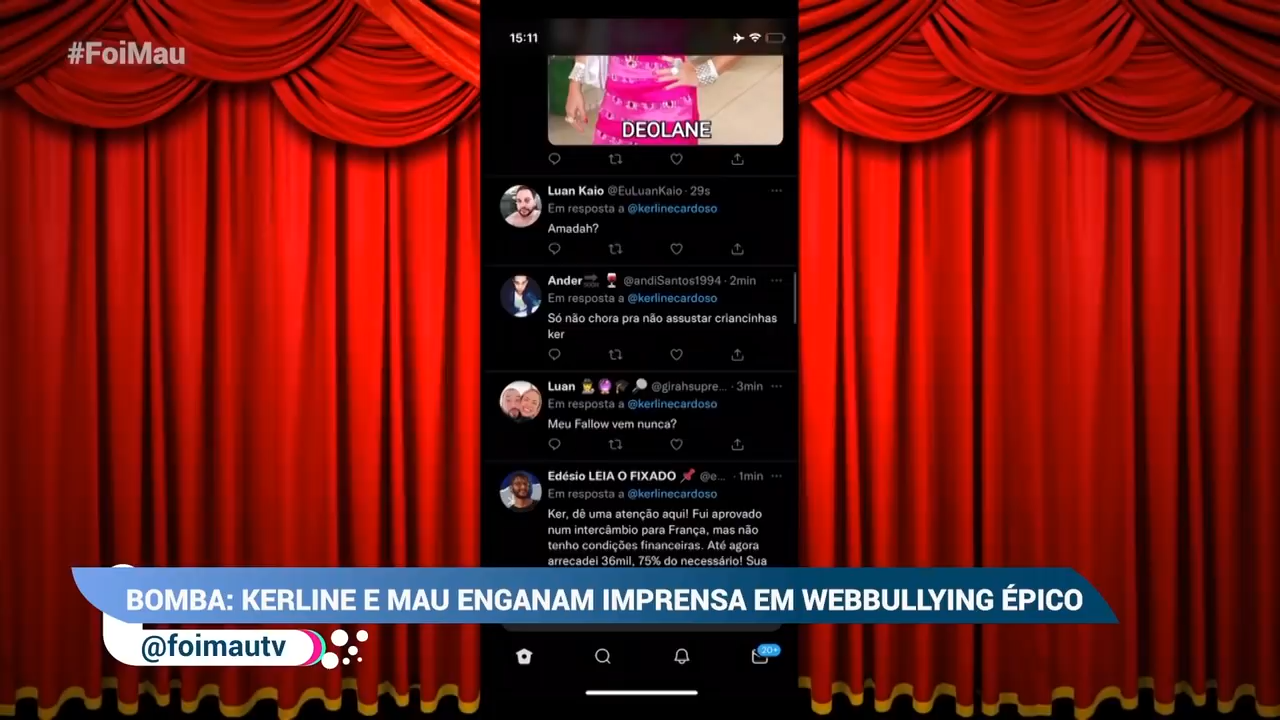 #FoiMau
15:11
DEOLANE
Luan Kaio @EuLuanKaio · 29s
Em resposta a @kerlinecardoso
Amadah?
Ander @andiSantos1994 · 2min
Em resposta a @kerlinecardoso
Só não chora pra não assustar criancinhas
ker
Luan @girahsupre... · 3min
Em resposta a @kerlinecardoso
Meu Fallow vem nunca?
Edésio LEIA O FIXADO @e... · 1min
Em resposta a @kerlinecardoso
Ker, dê uma atenção aqui! Fui aprovado
num intercâmbio para França, mas não
tenho condições financeiras. Até agora
arrecadei 36mil, 75% do necessário! Sua
BOMBA: KERLINE E MAU ENGANAM IMPRENSA EM WEBBULLYING ÉPICO
@foimautv
20+